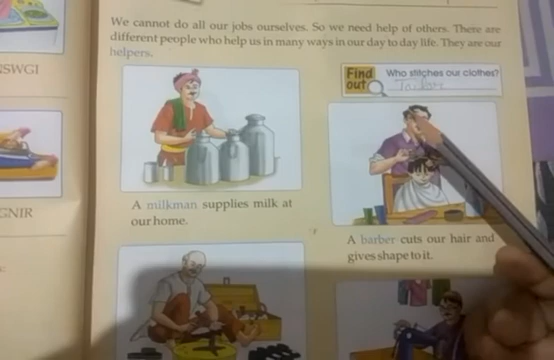 We cannot do all our jobs ourselves. So we need help of others. There are
different people who help us in many ways in our day to day life. They are our
helpers.
ISWGI
Find out
Who stitches our clothes?
Tailor
GNIR
A milkman supplies milk at
our home.
A barber cuts our hair and
gives shape to it.